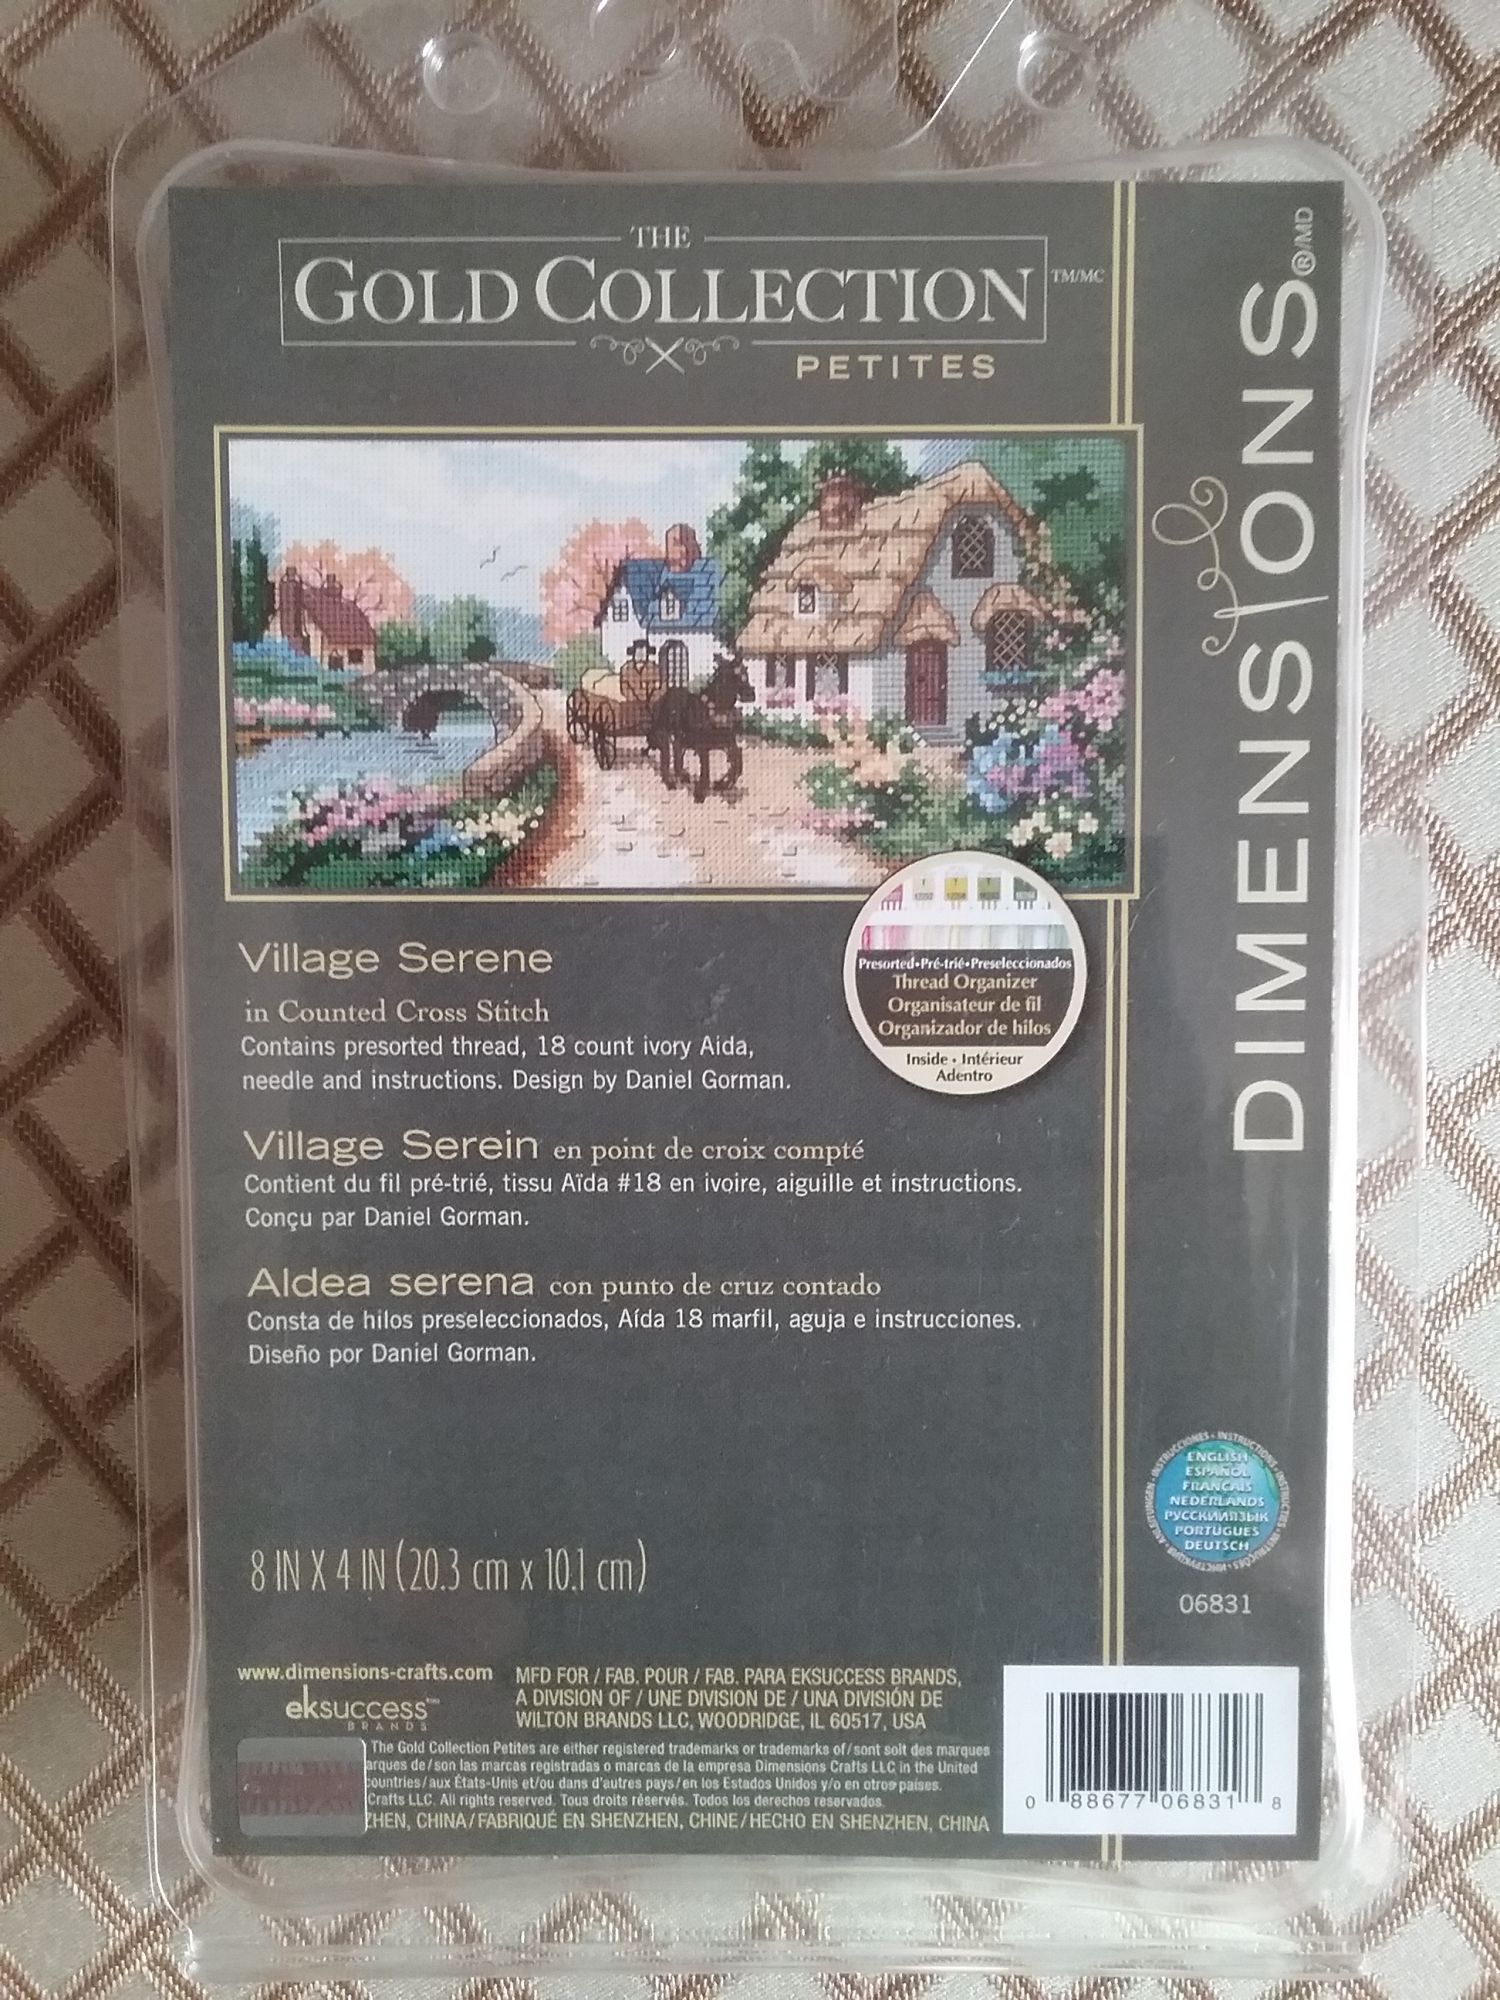 THE
GOLD COLLECTION TM/MC
PETITES
DIMENSIONS®/MD
Presorted•Pré-trié•Preseleccionados
Thread Organizer
Organisateur de fil
Organizador de hilos
Inside • Intérieur
Adentro
Village Serene
in Counted Cross Stitch
Contains presorted thread, 18 count ivory Aida,
needle and instructions. Design by Daniel Gorman.
Village Serein en point de croix compté
Contient du fil pré-trié, tissu Aïda #18 en ivoire, aiguille et instructions.
Conçu par Daniel Gorman.
Aldea serena con punto de cruz contado
Consta de hilos preseleccionados, Aída 18 marfil, aguja e instrucciones.
Diseño por Daniel Gorman.
INSTRUCCIONES • INSTRUCTIONS
ENGLISH
ESPAÑOL
FRANÇAIS
NEDERLANDS
РУССКИЙЯЗЫК
PORTUGUES
DEUTSCH
06831
8 IN X 4 IN (20.3 cm x 10.1 cm)
www.dimensions-crafts.com
eksuccess™
BRANDS
MFD FOR / FAB. POUR / FAB. PARA EKSUCCESS BRANDS,
A DIVISION OF / UNE DIVISION DE / UNA DIVISIÓN DE
WILTON BRANDS LLC, WOODRIDGE, IL 60517, USA
The Gold Collection Petites are either registered trademarks or trademarks of/sont soit des marques
arques de/son las marcas registradas o marcas de la empresa Dimensions Crafts LLC in the United
countries/aux États-Unis et/ou dans d'autres pays/en los Estados Unidos y/o en otros países.
Crafts LLC. All rights reserved. Tous droits réservés. Todos los derechos reservados.
ZHEN, CHINA/FABRIQUÉ EN SHENZHEN, CHINE/HECHO EN SHENZHEN, CHINA
0 88677 06831 8